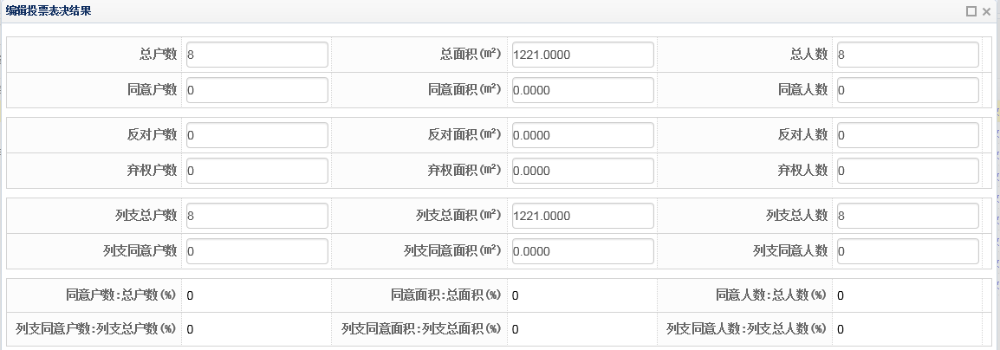 编辑投票表决结果
总户数 8 总面积(m²) 1221.0000 总人数 8
同意户数 0 同意面积(m²) 0.0000 同意人数 0
反对户数 0 反对面积(m²) 0.0000 反对人数 0
弃权户数 0 弃权面积(m²) 0.0000 弃权人数 0
列支总户数 8 列支总面积(m²) 1221.0000 列支总人数 8
列支同意户数 0 列支同意面积(m²) 0.0000 列支同意人数 0
同意户数:总户数(%) 0 同意面积:总面积(%) 0 同意人数:总人数(%) 0
列支同意户数:列支总户数(%) 0 列支同意面积:列支总面积(%) 0 列支同意人数:列支总人数(%) 0